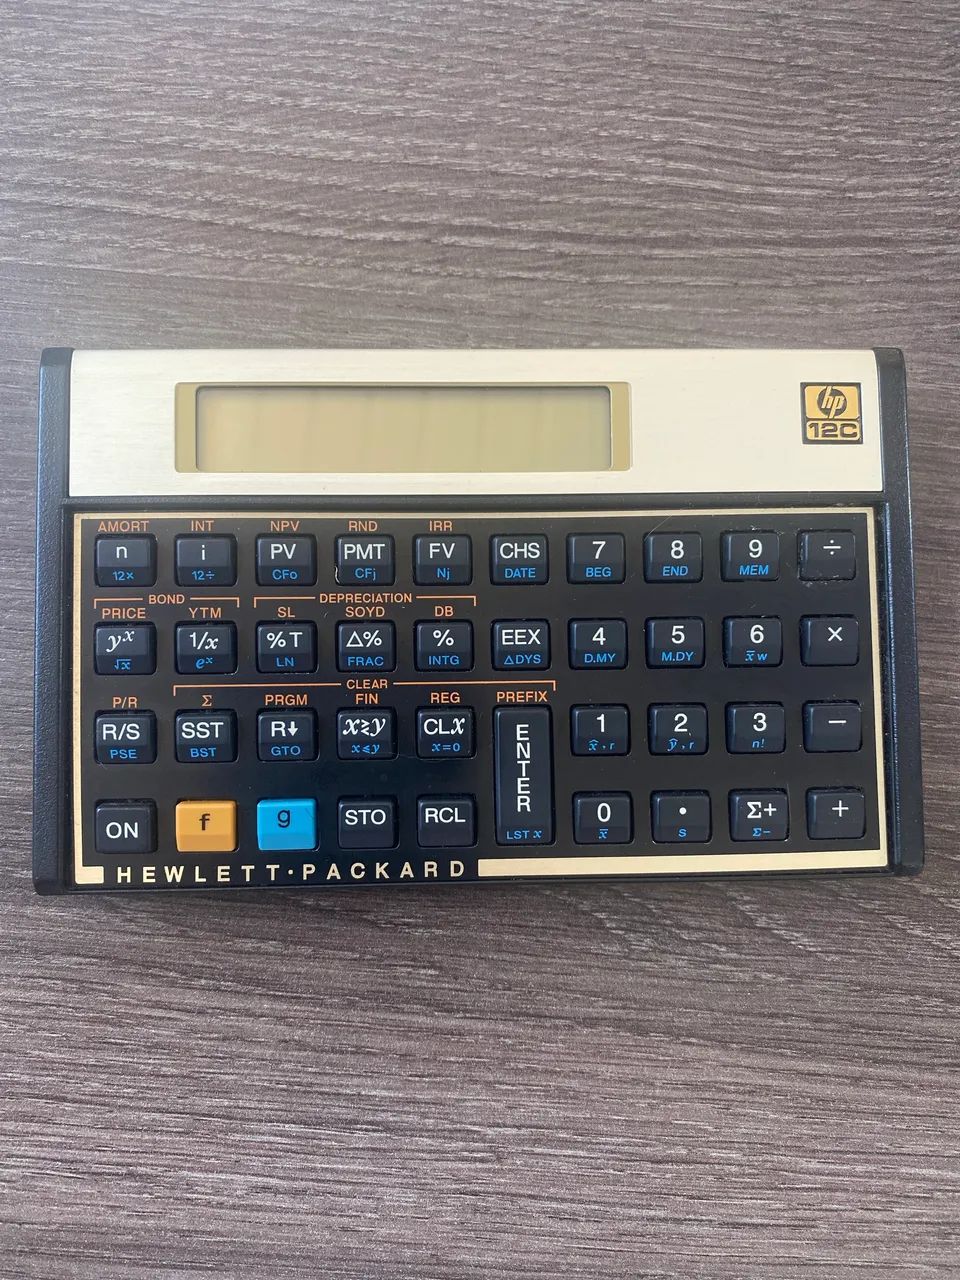 hp
12C
AMORT INT NPV RND IRR
n i PV PMT FV CHS 7 8 9 ÷
12× 12÷ CFo CFj Nj DATE BEG END MEM
BOND DEPRECIATION
PRICE YTM SL SOYD DB
yˣ 1/x %T Δ% % EEX 4 5 6 ×
√x eˣ LN FRAC INTG ΔDYS D.MY M.DY x̅w
CLEAR
P/R Σ PRGM FIN REG PREFIX
R/S SST R↓ x≷y CLx ENTER 1 2 3 −
PSE BST GTO x≤y x=0 x̂,r ŷ,r n!
ON f g STO RCL 0 · Σ+ +
LST x x̅ s Σ−
HEWLETT·PACKARD